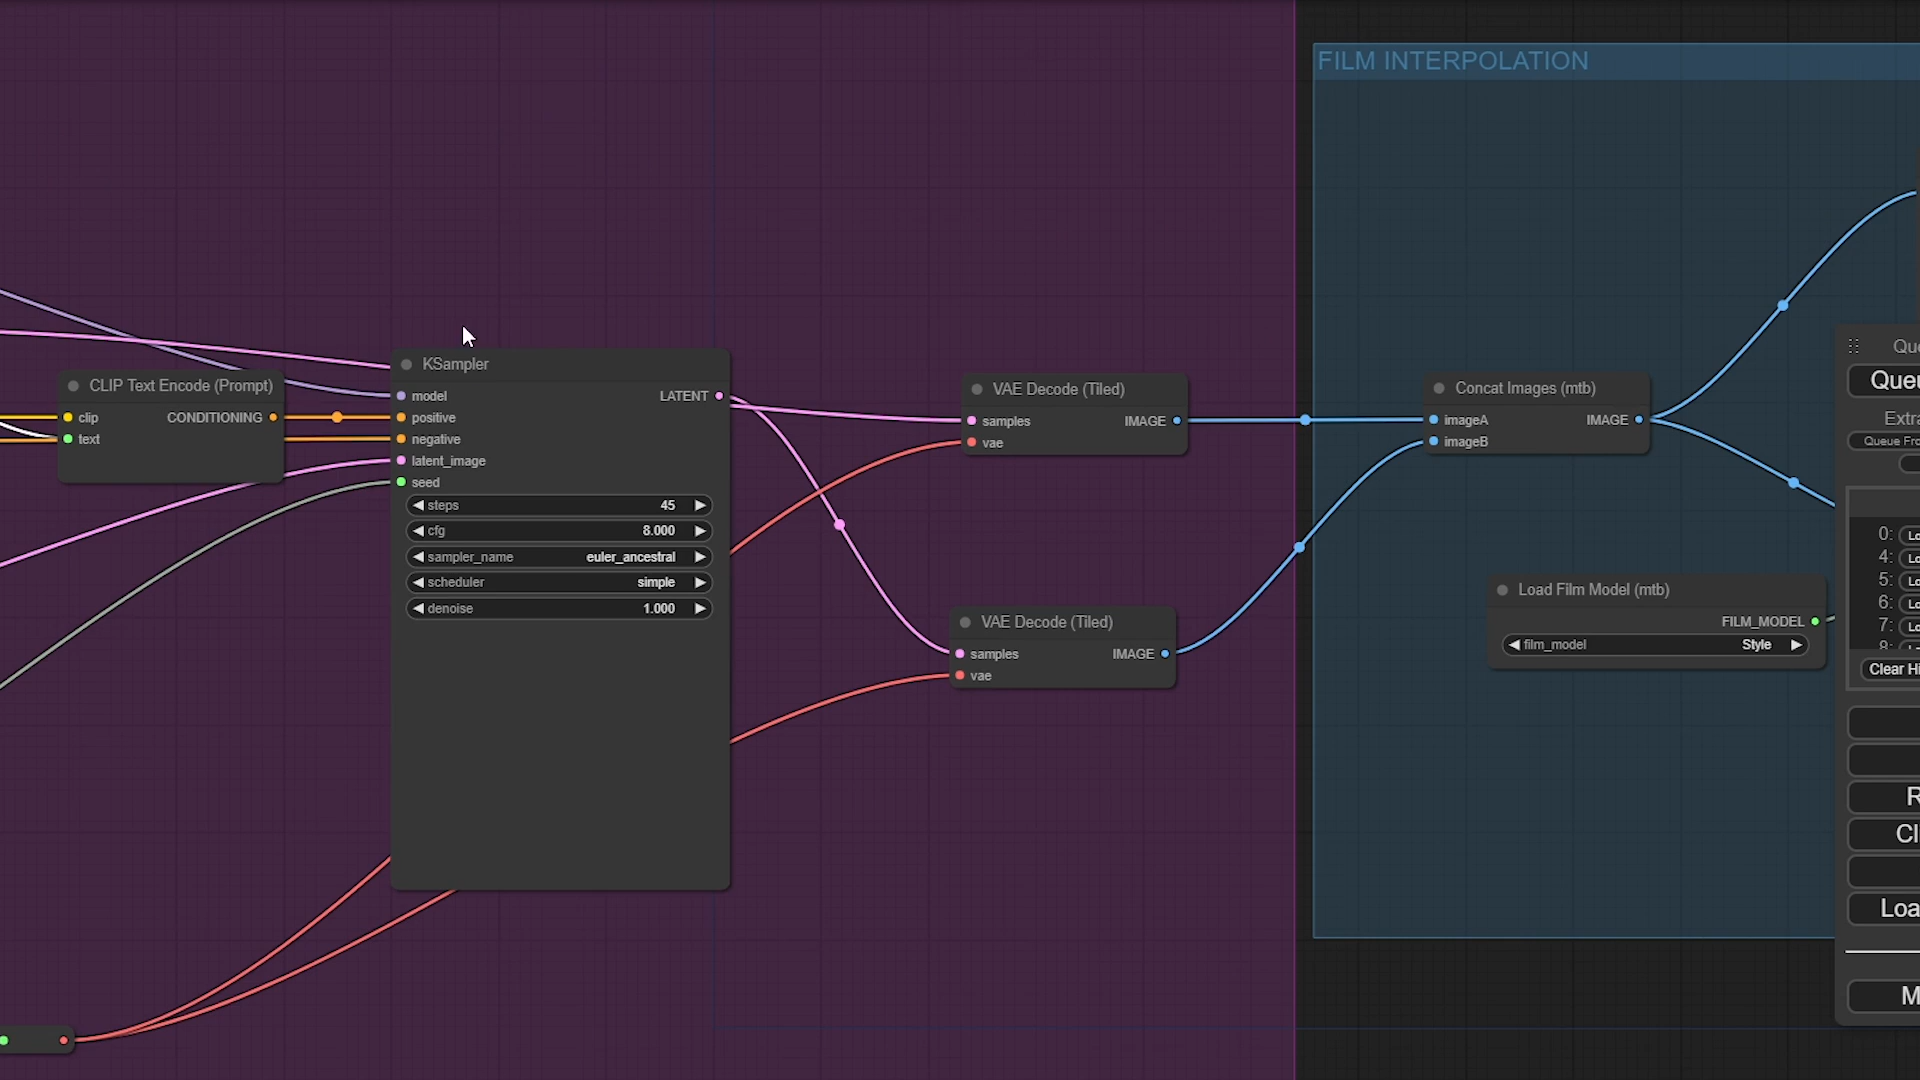 FILM INTERPOLATION
CLIP Text Encode (Prompt)
clip
CONDITIONING
text
KSampler
model
LATENT
positive
negative
latent_image
seed
steps 45
cfg 8.000
sampler_name euler_ancestral
scheduler simple
denoise 1.000
VAE Decode (Tiled)
samples IMAGE
vae
VAE Decode (Tiled)
samples IMAGE
vae
Concat Images (mtb)
imageA IMAGE
imageB
Load Film Model (mtb)
FILM_MODEL
film_model Style
Extra
0:
4:
5:
6:
7:
8: